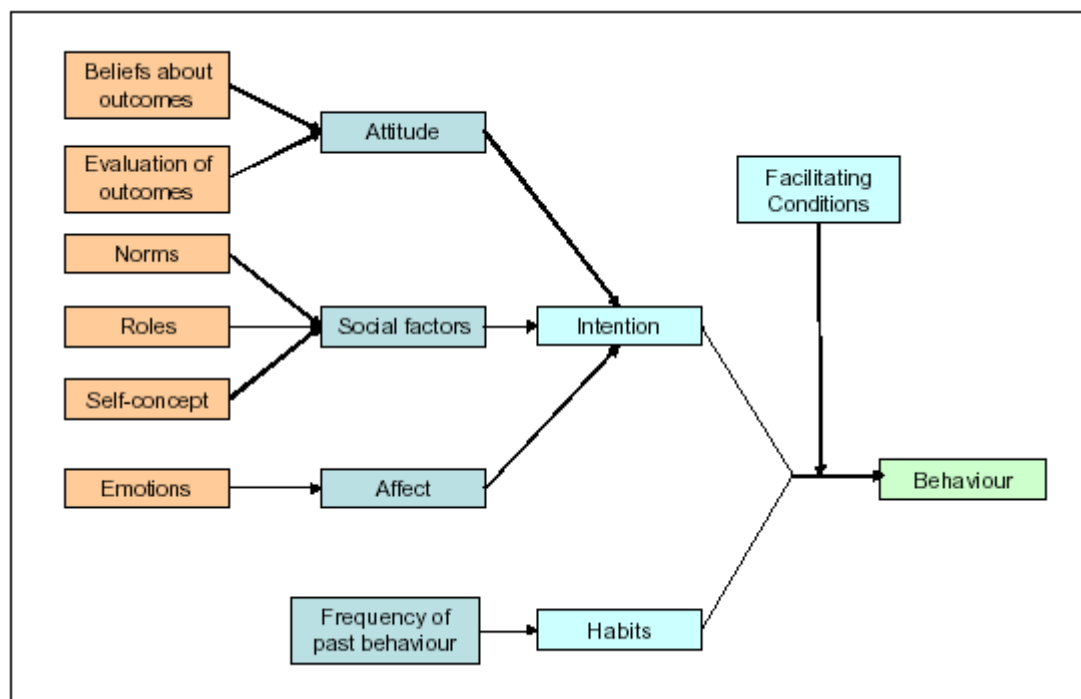 Beliefs about
outcomes
Evaluation of
outcomes
Attitude
Facilitating
Conditions
Norms
Roles
Self-concept
Social factors
Intention
Emotions
Affect
Behaviour
Frequency of
past behaviour
Habits